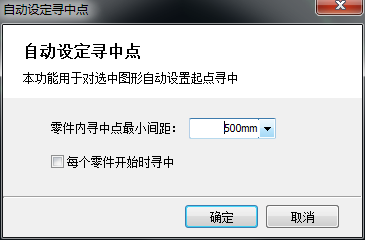 自动设定寻中点
自动设定寻中点
本功能用于对选中图形自动设置起点寻中
零件内寻中点最小间距： 500mm
每个零件开始时寻中
确定 取消